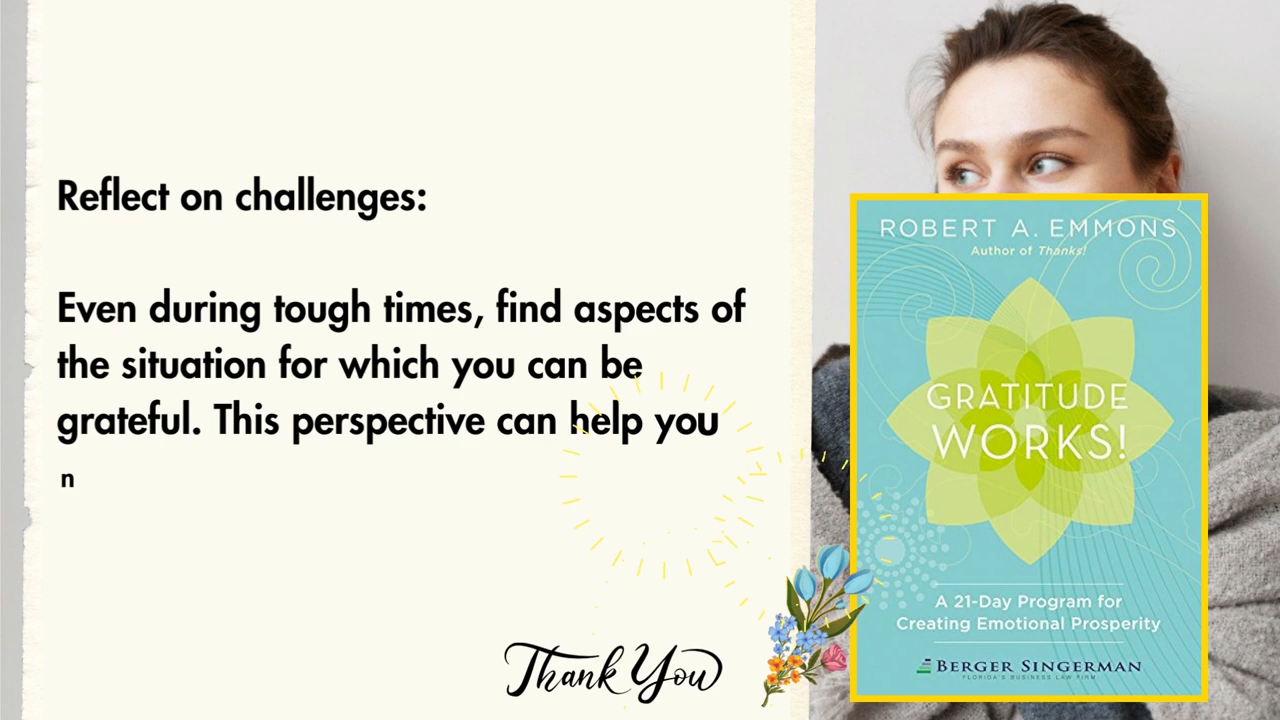 Reflect on challenges:
Even during tough times, find aspects of
the situation for which you can be
grateful. This perspective can help you
n
Thank You
ROBERT A. EMMONS
Author of Thanks!
GRATITUDE
WORKS!
A 21-Day Program for
Creating Emotional Prosperity
BERGER SINGERMAN
FLORIDA'S BUSINESS LAW FIRM